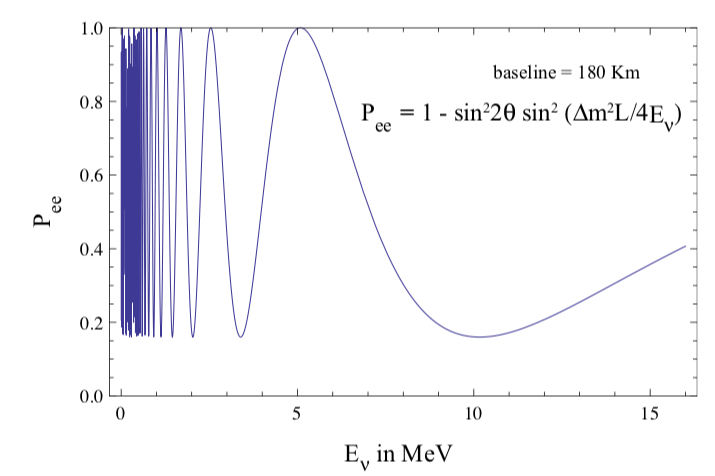 1.0
0.8
0.6
0.4
0.2
0.0
P_ee
baseline = 180 Km
P_ee = 1 - sin²2θ sin² (Δm²L/4E_ν)
0 5 10 15
E_ν in MeV